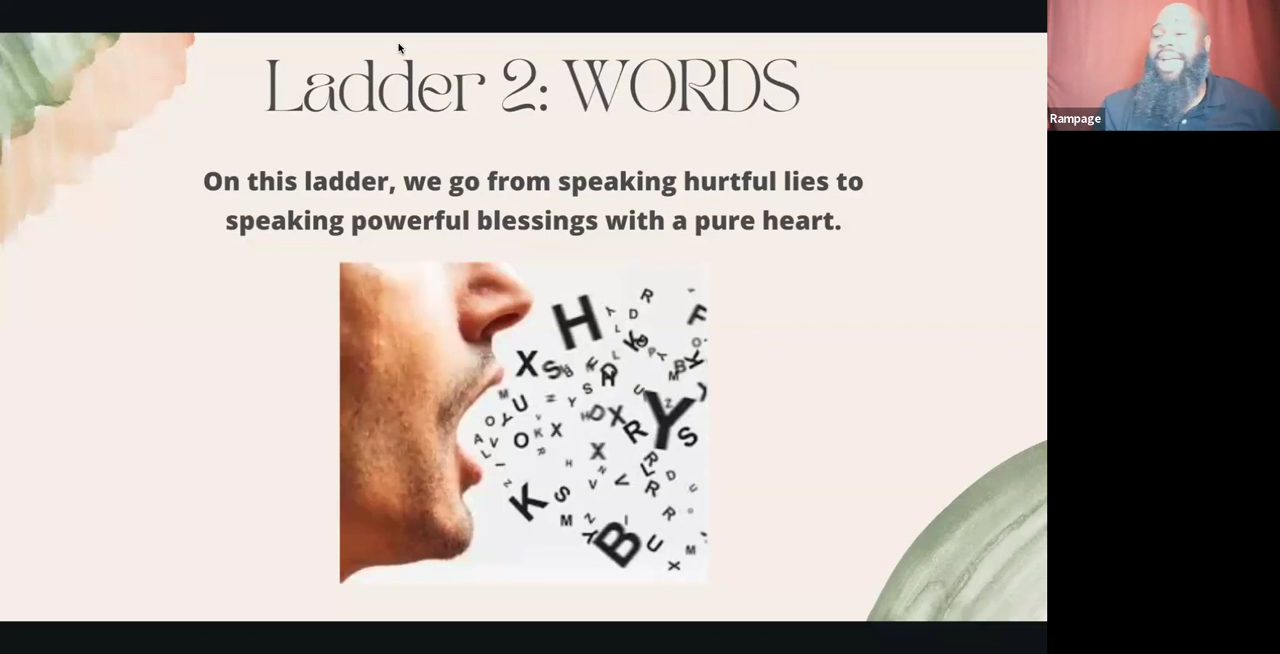 Ladder 2: WORDS
On this ladder, we go from speaking hurtful lies to
speaking powerful blessings with a pure heart.
Rampage